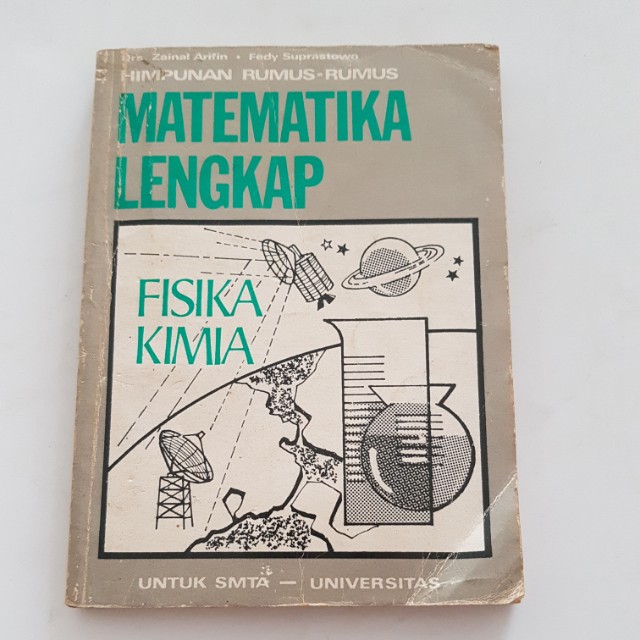 Drs. Zainal Arifin • Fedy Suprastowo
HIMPUNAN RUMUS-RUMUS
MATEMATIKA
LENGKAP
FISIKA
KIMIA
UNTUK SMTA — UNIVERSITAS